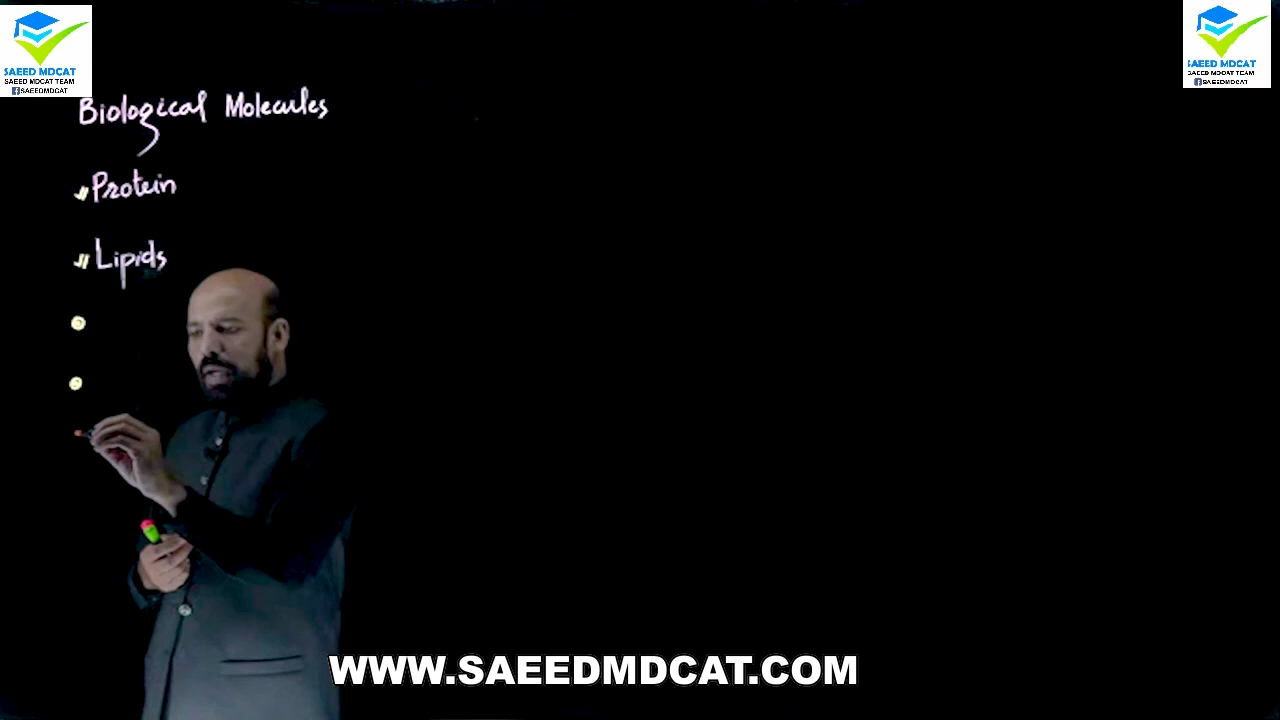 SAEED MDCAT
SAEED MDCAT TEAM
SAEEDMDCAT
SAEED MDCAT
SAEED MDCAT TEAM
SAEEDMDCAT
Biological Molecules
Protein
Lipids
WWW.SAEEDMDCAT.COM